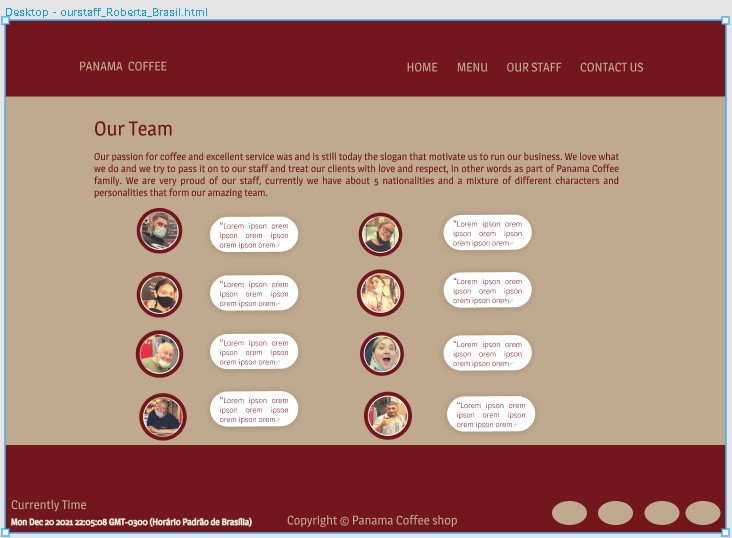 Desktop - ourstaff_Roberta_Brasil.html
PANAMA COFFEE
HOME MENU OUR STAFF CONTACT US
Our Team
Our passion for coffee and excellent service was and is still today the slogan that motivate us to run our business. We love what
we do and we try to pass it on to our staff and treat our clients with love and respect, in other words as part of Panama Coffee
family. We are very proud of our staff, currently we have about 5 nationalities and a mixture of different characters and
personalities that form our amazing team.
"Lorem ipson orem
ipson orem ipson
orem ipson orem."
"Lorem ipson orem
ipson orem ipson
orem ipson orem."
"Lorem ipson orem
ipson orem ipson
orem ipson orem."
"Lorem ipson orem
ipson orem ipson
orem ipson orem."
"Lorem ipson orem
ipson orem ipson
orem ipson orem."
"Lorem ipson orem
ipson orem ipson
orem ipson orem."
"Lorem ipson orem
ipson orem ipson
orem ipson orem."
"Lorem ipson orem
ipson orem ipson
orem ipson orem."
Currently TIme
Mon Dec 20 2021 22:05:08 GMT-0300 (Horário Padrão de Brasília)
Copyright © Panama Coffee shop